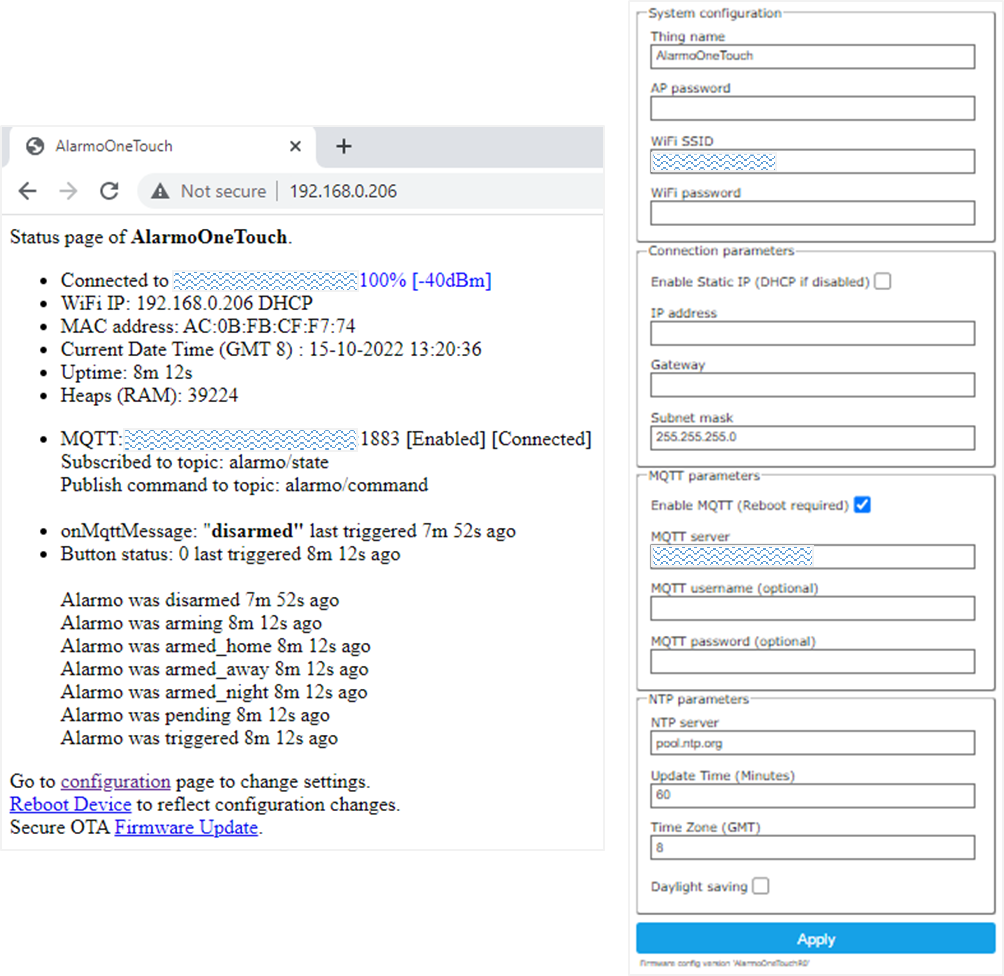 AlarmoOneTouch
Not secure
192.168.0.206
Status page of AlarmoOneTouch.
Connected to 100% [-40dBm]
WiFi IP: 192.168.0.206 DHCP
MAC address: AC:0B:FB:CF:F7:74
Current Date Time (GMT 8) : 15-10-2022 13:20:36
Uptime: 8m 12s
Heaps (RAM): 39224
MQTT: 1883 [Enabled] [Connected]
Subscribed to topic: alarmo/state
Publish command to topic: alarmo/command
onMqttMessage: "disarmed" last triggered 7m 52s ago
Button status: 0 last triggered 8m 12s ago
Alarmo was disarmed 7m 52s ago
Alarmo was arming 8m 12s ago
Alarmo was armed_home 8m 12s ago
Alarmo was armed_away 8m 12s ago
Alarmo was armed_night 8m 12s ago
Alarmo was pending 8m 12s ago
Alarmo was triggered 8m 12s ago
Go to configuration page to change settings.
Reboot Device to reflect configuration changes.
Secure OTA Firmware Update.
System configuration
Thing name
AlarmoOneTouch
AP password
WiFi SSID
WiFi password
Connection parameters
Enable Static IP (DHCP if disabled)
IP address
Gateway
Subnet mask
255.255.255.0
MQTT parameters
Enable MQTT (Reboot required)
MQTT server
MQTT username (optional)
MQTT password (optional)
NTP parameters
NTP server
pool.ntp.org
Update Time (Minutes)
60
Time Zone (GMT)
8
Daylight saving
Apply
Firmware config version 'AlarmoOneTouchR0'